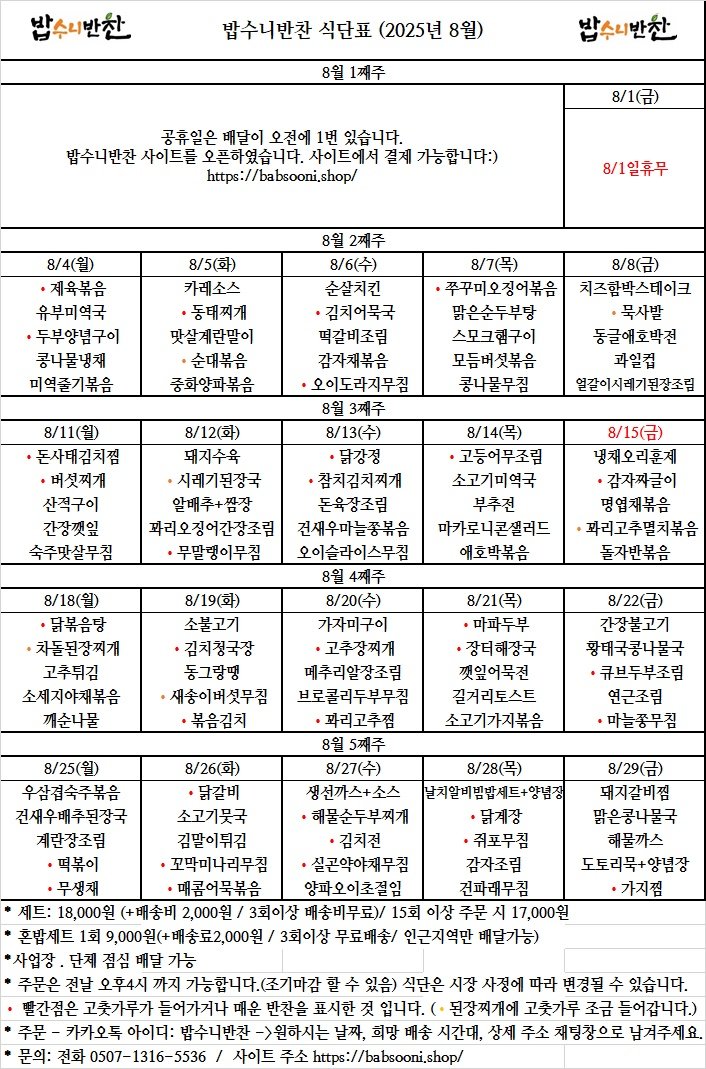 밥수니반찬
밥수니반찬 식단표 (2025년 8월)
밥수니반찬
8월 1째주
8/1(금)
공휴일은 배달이 오전에 1번 있습니다.
밥수니반찬 사이트를 오픈하였습니다. 사이트에서 결제 가능합니다:)
https://babsooni.shop/
8/1일휴무
8월 2째주
8/4(월) 8/5(화) 8/6(수) 8/7(목) 8/8(금)
• 제육볶음 카레소스 순살치킨 • 쭈꾸미오징어볶음 치즈함박스테이크
유부미역국 • 동태찌개 • 김치어묵국 맑은순두부탕 • 묵사발
• 두부양념구이 맛살계란말이 떡갈비조림 스모크햄구이 동글애호박전
콩나물냉채 • 순대볶음 감자채볶음 모듬버섯볶음 과일컵
미역줄기볶음 중화양파볶음 • 오이도라지무침 콩나물무침 얼갈이시레기된장조림
8월 3째주
8/11(월) 8/12(화) 8/13(수) 8/14(목) 8/15(금)
• 돈사태김치찜 돼지수육 • 닭강정 • 고등어무조림 냉채오리훈제
• 버섯찌개 • 시레기된장국 • 참치김치찌개 소고기미역국 • 감자짜글이
산적구이 알배추+쌈장 돈육장조림 부추전 명엽채볶음
간장깻잎 꽈리오징어간장조림 건새우마늘쫑볶음 마카로니콘샐러드 • 꽈리고추멸치볶음
숙주맛살무침 • 무말랭이무침 오이슬라이스무침 애호박볶음 돌자반볶음
8월 4째주
8/18(월) 8/19(화) 8/20(수) 8/21(목) 8/22(금)
• 닭볶음탕 소불고기 가자미구이 • 마파두부 간장불고기
• 차돌된장찌개 • 김치청국장 • 고추장찌개 • 장터해장국 황태국콩나물국
고추튀김 동그랑땡 메추리알장조림 깻잎어묵전 • 큐브두부조림
소세지야채볶음 • 새송이버섯무침 브로콜리두부무침 길거리토스트 연근조림
깨순나물 • 볶음김치 • 꽈리고추찜 소고기가지볶음 • 마늘쫑무침
8월 5째주
8/25(월) 8/26(화) 8/27(수) 8/28(목) 8/29(금)
우삼겹숙주볶음 • 닭갈비 생선까스+소스 날치알비빔밥세트+양념장 돼지갈비찜
건새우배추된장국 소고기뭇국 • 해물순두부찌개 • 닭계장 맑은콩나물국
계란장조림 김말이튀김 • 김치전 • 쥐포무침 해물까스
• 떡볶이 • 꼬막미나리무침 • 실곤약야채무침 감자조림 도토리묵+양념장
• 무생채 • 매콤어묵볶음 양파오이초절임 건파래무침 • 가지찜
* 세트: 18,000원 (+배송비 2,000원 / 3회이상 배송비무료)/ 15회 이상 주문 시 17,000원
* 혼밥세트 1회 9,000원(+배송료2,000원 / 3회이상 무료배송/ 인근지역만 배달가능)
*사업장 . 단체 점심 배달 가능
* 주문은 전날 오후4시 까지 가능합니다.(조기마감 할 수 있음) 식단은 시장 사정에 따라 변경될 수 있습니다.
• 빨간점은 고춧가루가 들어가거나 매운 반찬을 표시한 것 입니다. (• 된장찌개에 고춧가루 조금 들어갑니다.)
* 주문 - 카카오톡 아이디: 밥수니반찬 ->원하시는 날짜, 희망 배송 시간대, 상세 주소 채팅창으로 남겨주세요.
* 문의: 전화 0507-1316-5536 / 사이트 주소 https://babsooni.shop/